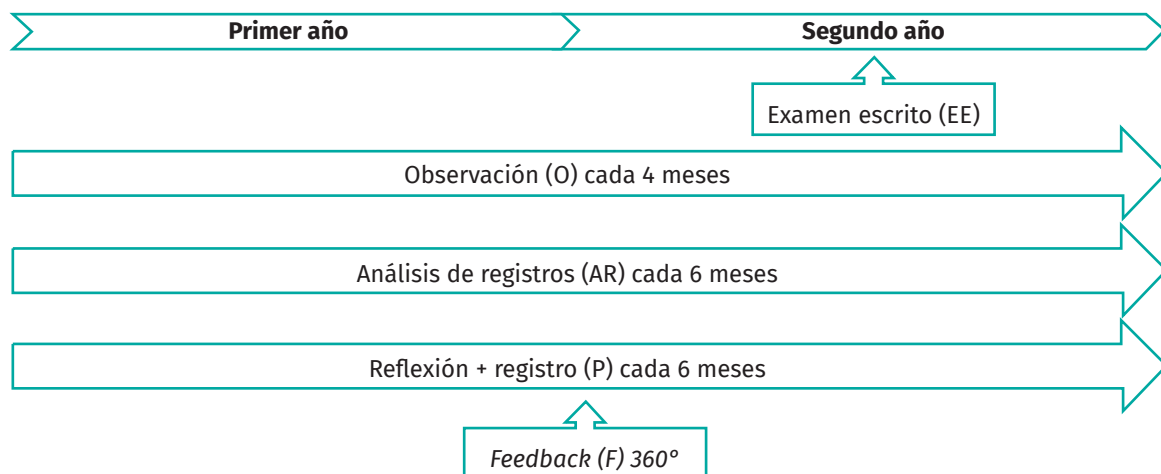 Primer año
Segundo año
Examen escrito (EE)
Observación (O) cada 4 meses
Análisis de registros (AR) cada 6 meses
Reflexión + registro (P) cada 6 meses
Feedback (F) 360°